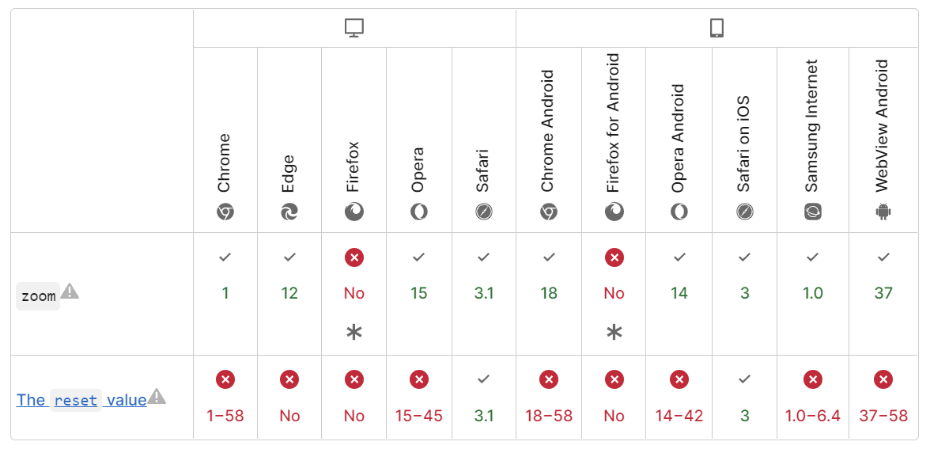 Chrome
Edge
Firefox
Opera
Safari
Chrome Android
Firefox for Android
Opera Android
Safari on iOS
Samsung Internet
WebView Android
zoom
1 12 No 15 3.1 18 No 14 3 1.0 37
* *
The reset value
1–58 No No 15–45 3.1 18–58 No 14–42 3 1.0–6.4 37–58